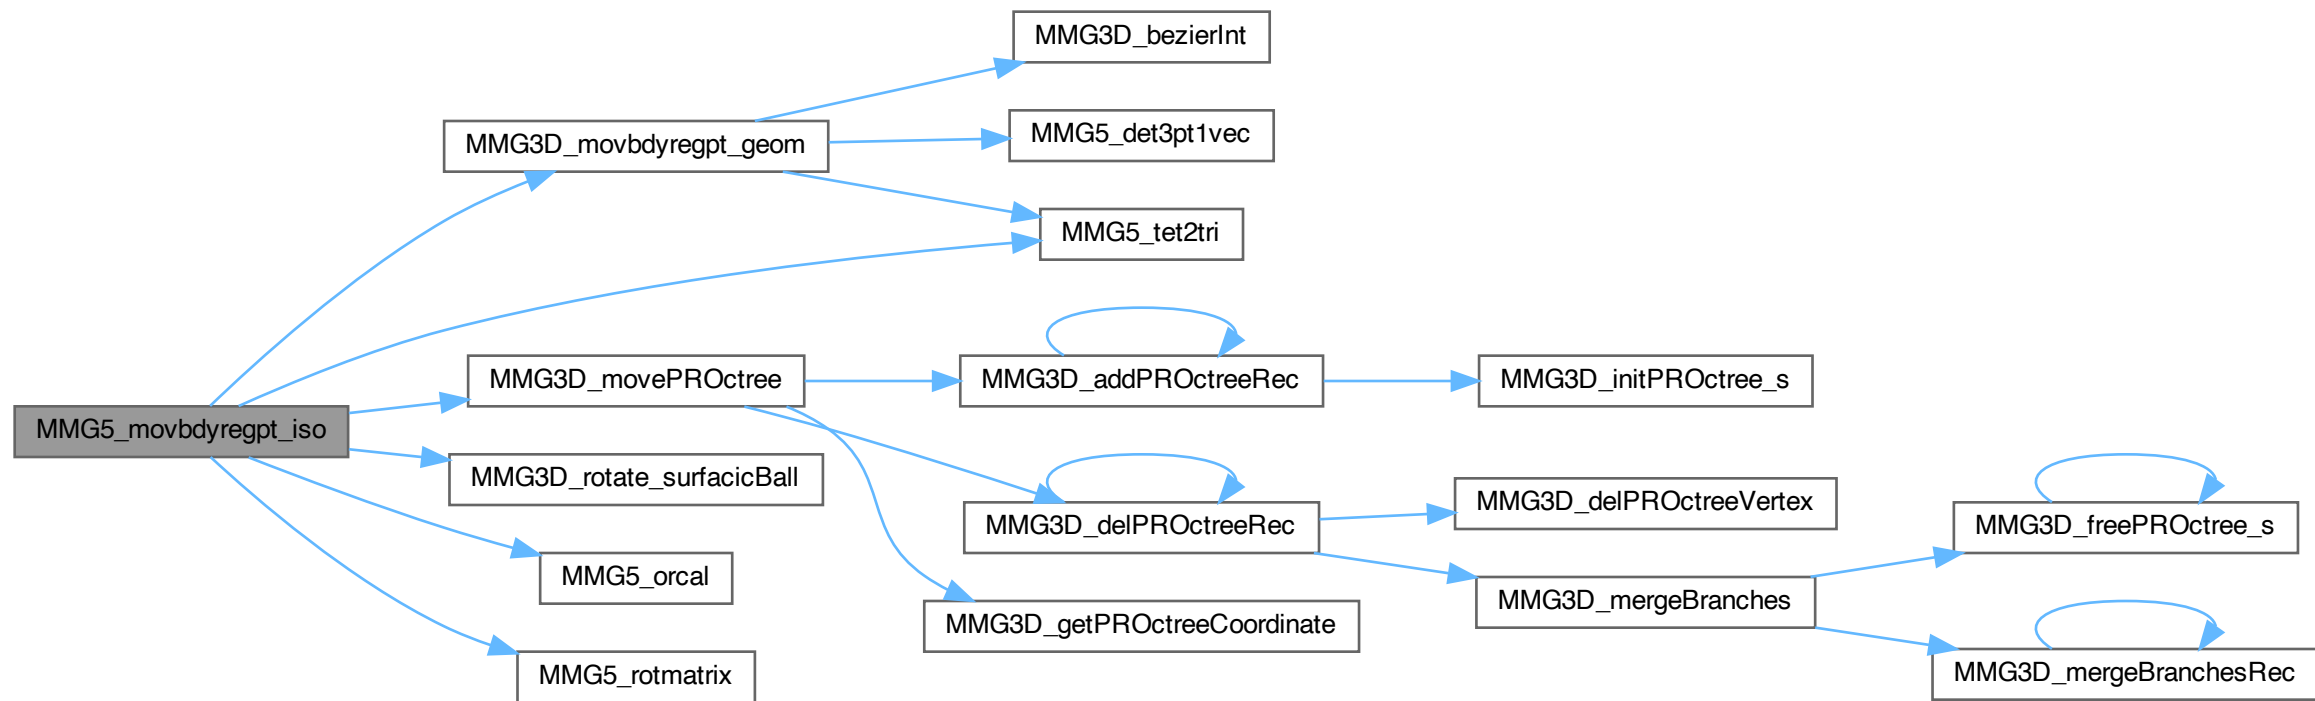 MMG3D_bezierInt
MMG5_det3pt1vec
MMG3D_movbdyregpt_geom
MMG5_tet2tri
MMG3D_movePROctree
MMG3D_addPROctreeRec
MMG3D_initPROctree_s
MMG5_movbdyregpt_iso
MMG3D_rotate_surfacicBall
MMG3D_delPROctreeVertex
MMG3D_delPROctreeRec
MMG3D_freePROctree_s
MMG5_orcal
MMG3D_mergeBranches
MMG3D_getPROctreeCoordinate
MMG5_rotmatrix
MMG3D_mergeBranchesRec